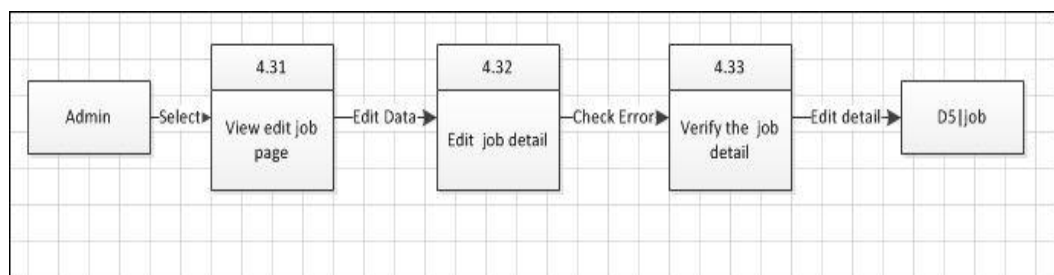 4.31
4.32
4.33
Admin
Select
View edit job
page
Edit Data
Edit job detail
Check Error
Verify the job
detail
Edit detail
D5|job